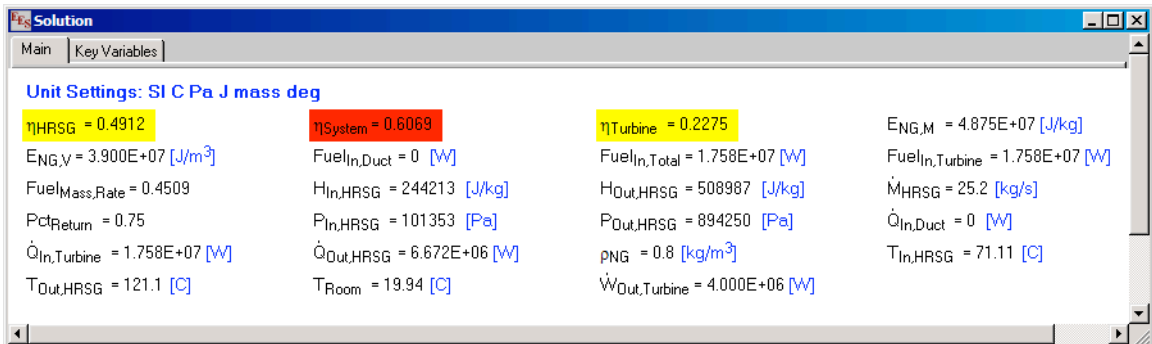 EES Solution
Main Key Variables
Unit Settings: SI C Pa J mass deg
ηHRSG = 0.4912 ηSystem = 0.6069 ηTurbine = 0.2275 ENG,M = 4.875E+07 [J/kg]
ENG,V = 3.900E+07 [J/m3] FuelIn,Duct = 0 [W] FuelIn,Total = 1.758E+07 [W] FuelIn,Turbine = 1.758E+07 [W]
FuelMass,Rate = 0.4509 HIn,HRSG = 244213 [J/kg] HOut,HRSG = 508987 [J/kg] ṀHRSG = 25.2 [kg/s]
PctReturn = 0.75 PIn,HRSG = 101353 [Pa] POut,HRSG = 894250 [Pa] Q̇In,Duct = 0 [W]
Q̇In,Turbine = 1.758E+07 [W] Q̇Out,HRSG = 6.672E+06 [W] ρNG = 0.8 [kg/m3] TIn,HRSG = 71.11 [C]
TOut,HRSG = 121.1 [C] TRoom = 19.94 [C] ẆOut,Turbine = 4.000E+06 [W]